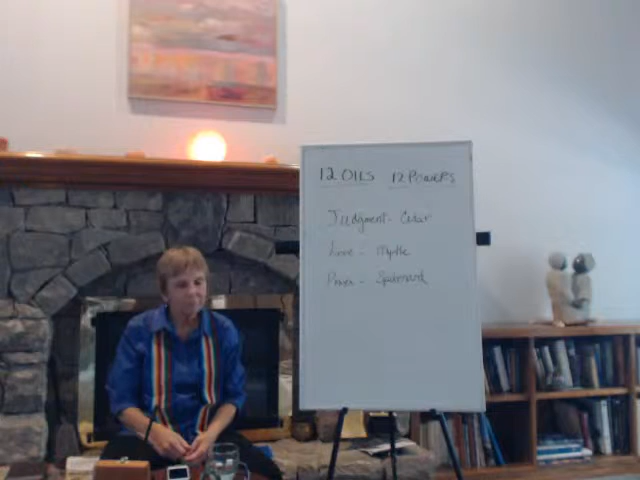 12 OILS 12 POWERS
Judgment - Cedar
Love - Myrtle
Power - Spikenard